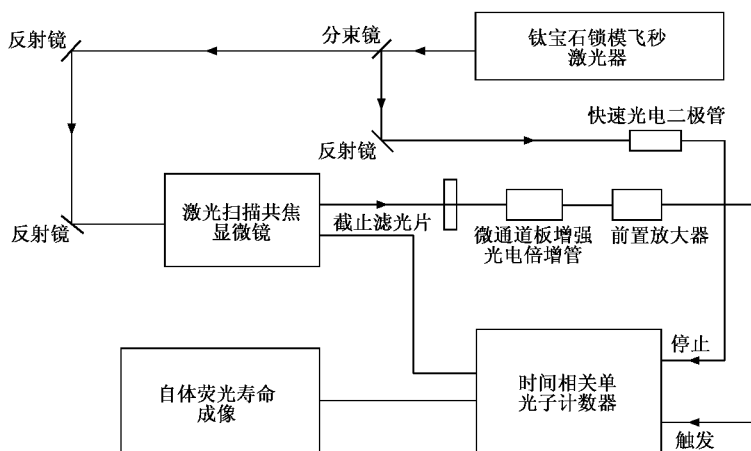 反射镜
分束镜
钛宝石锁模飞秒
激光器
快速光电二极管
反射镜
反射镜
激光扫描共焦
显微镜
截止滤光片
微通道板增强
光电倍增管
前置放大器
停止
自体荧光寿命
成像
时间相关单
光子计数器
触发